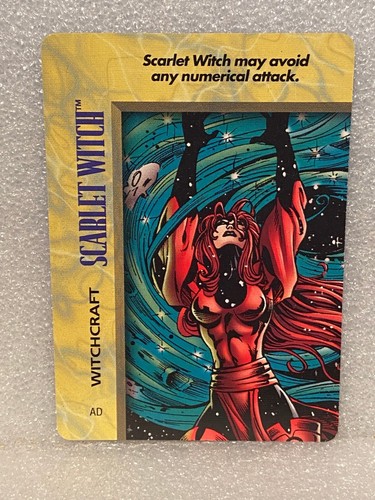 Scarlet Witch may avoid
any numerical attack.
SCARLET WITCH™
WITCHCRAFT
AD